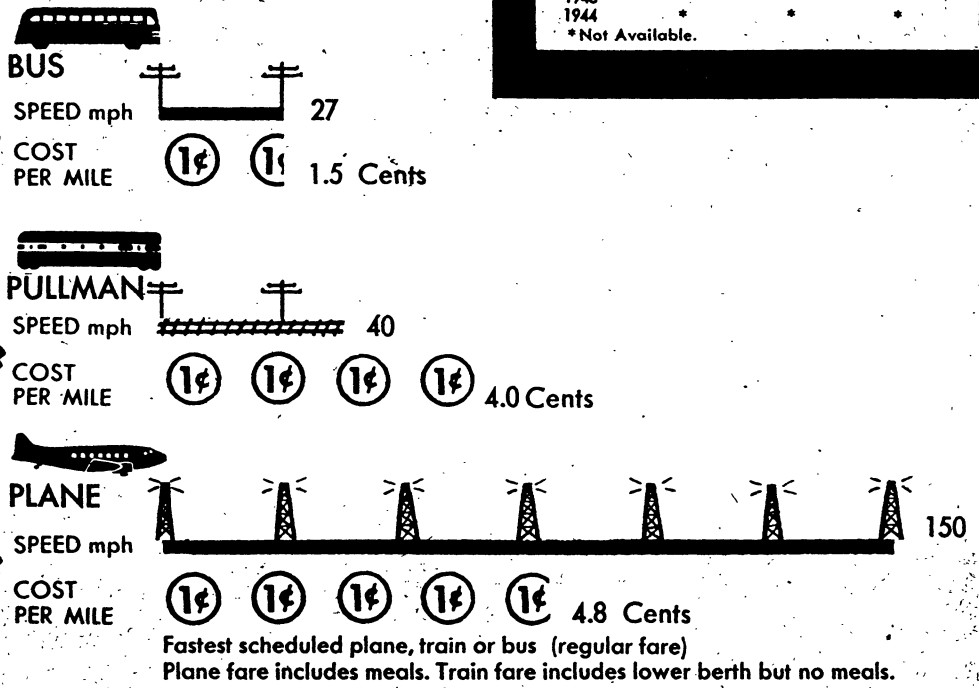 1944 * * *
*Not Available.
BUS
SPEED mph 27
COST
PER MILE 1¢ 1¢ 1.5 Cents
PULLMAN
SPEED mph 40
COST
PER MILE 1¢ 1¢ 1¢ 1¢ 4.0 Cents
PLANE
SPEED mph 150
COST
PER MILE 1¢ 1¢ 1¢ 1¢ 1¢ 4.8 Cents
Fastest scheduled plane, train or bus (regular fare)
Plane fare includes meals. Train fare includes lower berth but no meals.